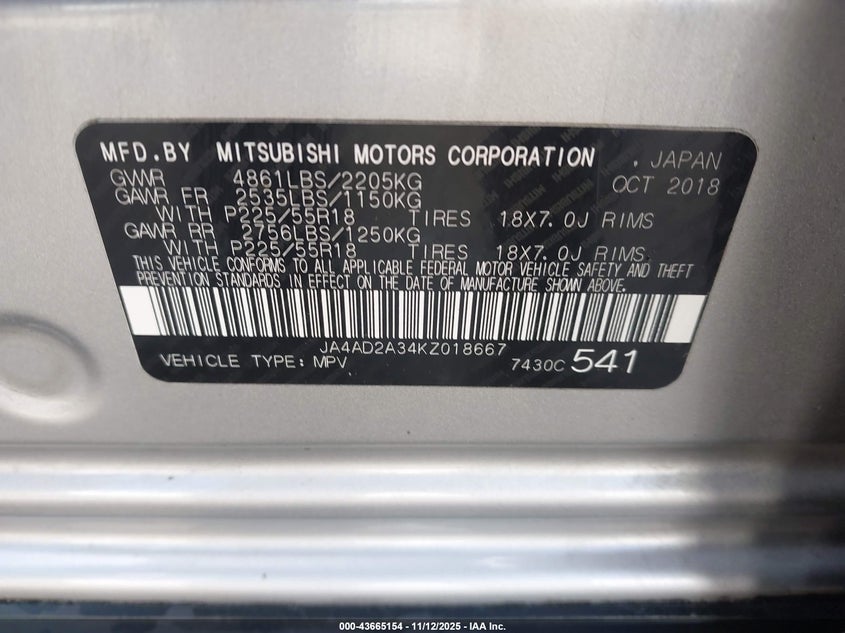 MFD.BY MITSUBISHI MOTORS CORPORATION . JAPAN
GVWR 4861LBS/2205KG OCT 2018
GAWR FR 2535LBS/1150KG
WITH P225/55R18 TIRES 18X7.0J RIMS
GAWR RR 2756LBS/1250KG
WITH P225/55R18 TIRES 18X7.0J RIMS
THIS VEHICLE CONFORMS TO ALL APPLICABLE FEDERAL MOTOR VEHICLE SAFETY AND THEFT
PREVENTION STANDARDS IN EFFECT ON THE DATE OF MANUFACTURE SHOWN ABOVE.
JA4AD2A34KZ018667
VEHICLE TYPE: MPV 7430C 541
000-43665154 - 11/12/2025 - IAA Inc.